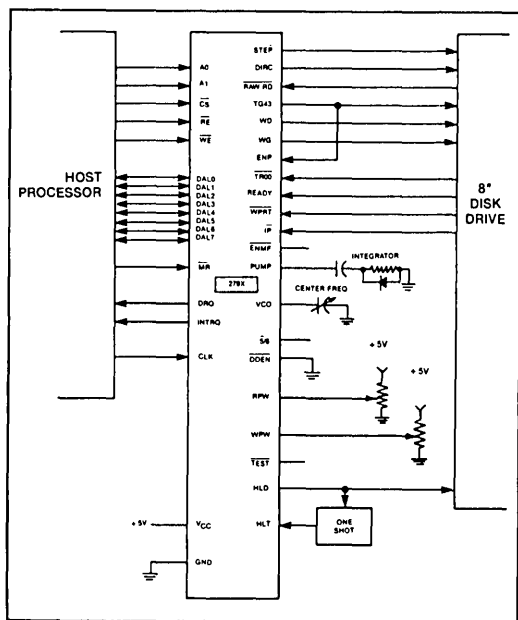 HOST
PROCESSOR
A0
A1
CS
RE
WE
DAL0
DAL1
DAL2
DAL3
DAL4
DAL5
DAL6
DAL7
MR
DRQ
INTRQ
CLK
+5V
VCC
GND
279X
STEP
DIRC
RAW RD
TG43
WD
WG
ENP
TR00
READY
WPRT
IP
ENMF
PUMP
VCO
5/8
DDEN
RPW
WPW
TEST
HLD
HLT
INTEGRATOR
CENTER FREQ
+5V
+5V
ONE
SHOT
8"
DISK
DRIVE